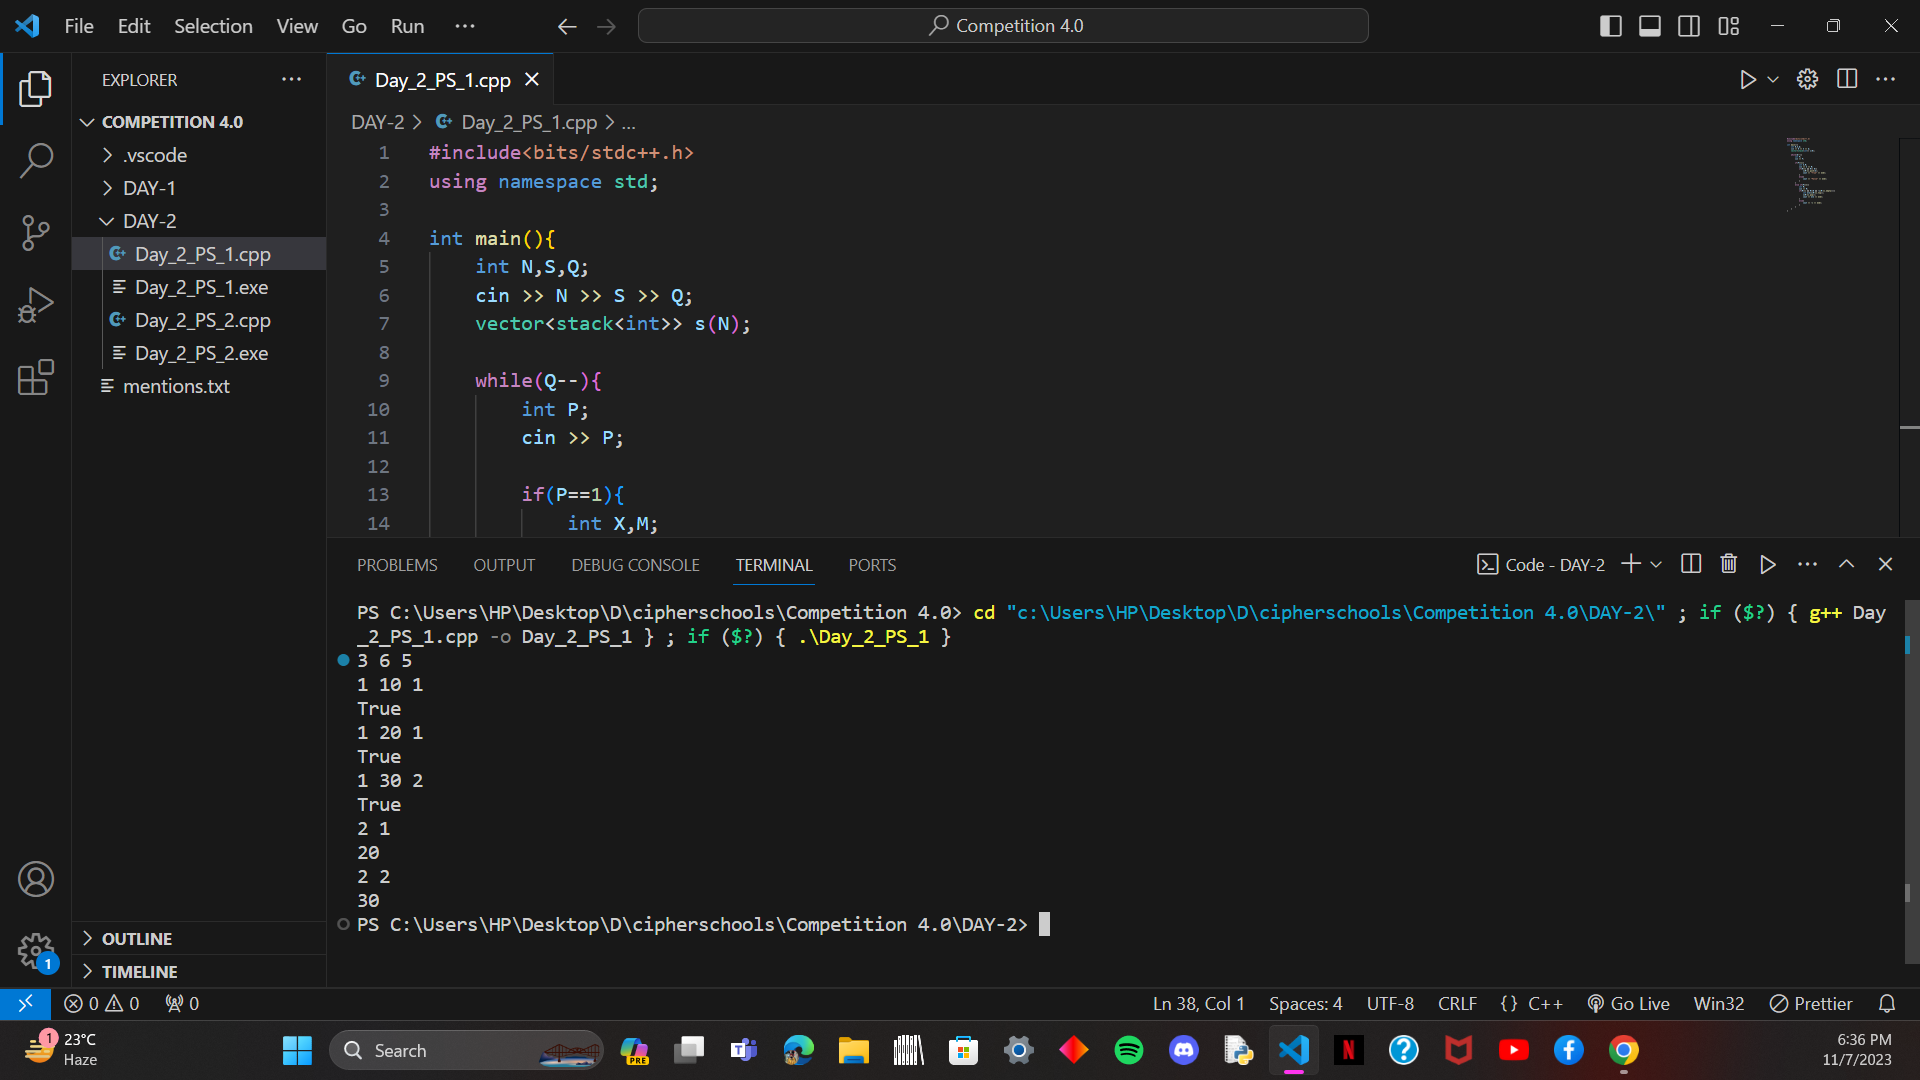 File Edit Selection View Go Run ···
Competition 4.0
EXPLORER
COMPETITION 4.0
.vscode
DAY-1
DAY-2
Day_2_PS_1.cpp
Day_2_PS_1.exe
Day_2_PS_2.cpp
Day_2_PS_2.exe
mentions.txt
OUTLINE
TIMELINE
Day_2_PS_1.cpp
DAY-2 > Day_2_PS_1.cpp > ...
1 #include<bits/stdc++.h>
2 using namespace std;
3
4 int main(){
5 int N,S,Q;
6 cin >> N >> S >> Q;
7 vector<stack<int>> s(N);
8
9 while(Q--){
10 int P;
11 cin >> P;
12
13 if(P==1){
14 int X,M;
PROBLEMS OUTPUT DEBUG CONSOLE TERMINAL PORTS
Code - DAY-2
PS C:\Users\HP\Desktop\D\cipherschools\Competition 4.0> cd "c:\Users\HP\Desktop\D\cipherschools\Competition 4.0\DAY-2\" ; if ($?) { g++ Day
_2_PS_1.cpp -o Day_2_PS_1 } ; if ($?) { .\Day_2_PS_1 }
3 6 5
1 10 1
True
1 20 1
True
1 30 2
True
2 1
20
2 2
30
PS C:\Users\HP\Desktop\D\cipherschools\Competition 4.0\DAY-2>
1
0 0 0
Ln 38, Col 1 Spaces: 4 UTF-8 CRLF {} C++ Go Live Win32 Prettier
1
23°C
Haze
Search
PRE
6:36 PM
11/7/2023